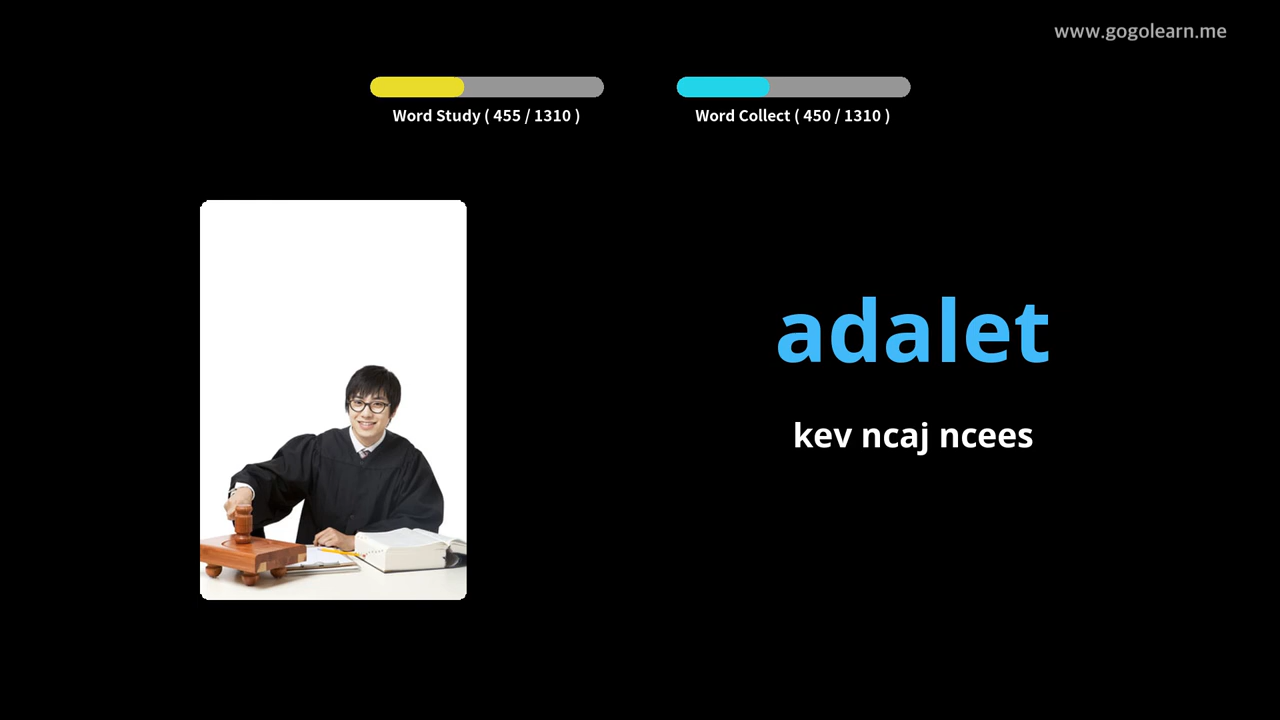 www.gogolearn.me
Word Study ( 455 / 1310 )
Word Collect ( 450 / 1310 )
adalet
kev ncaj ncees